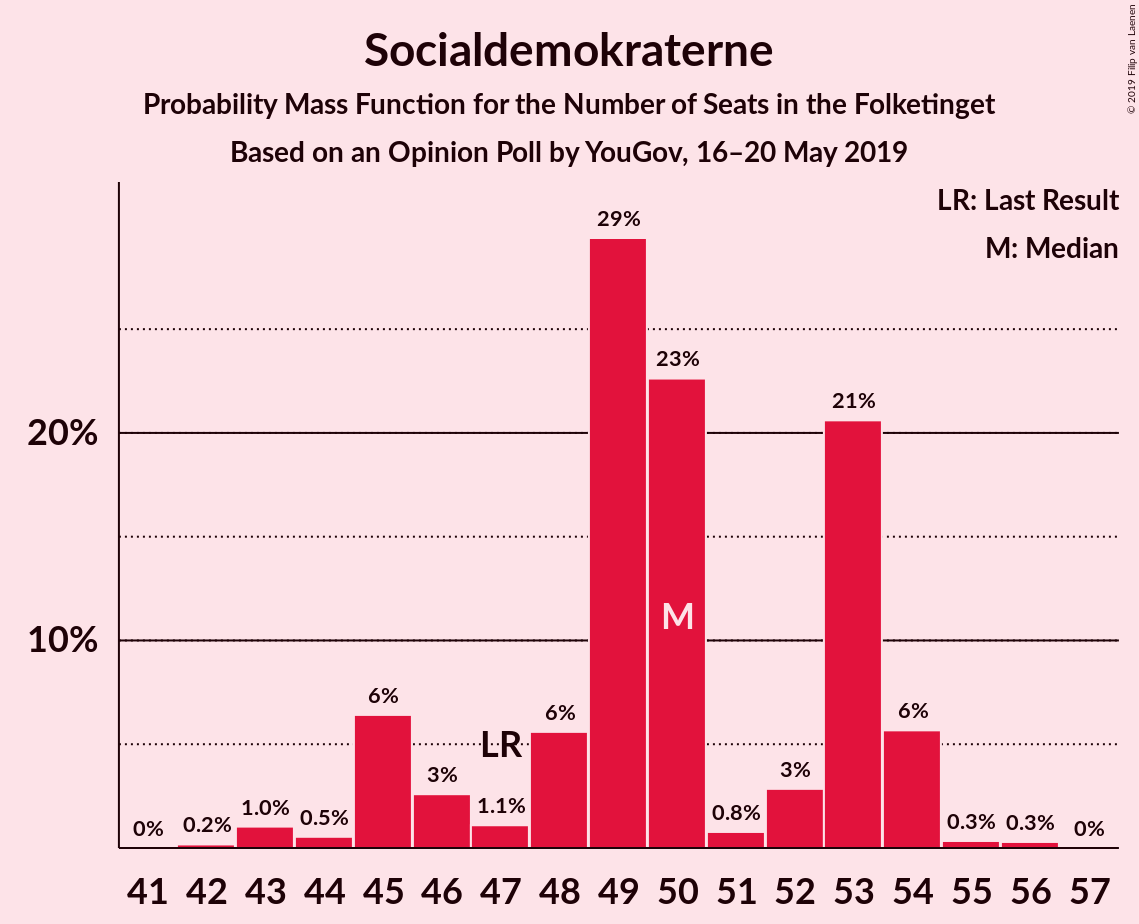 Socialdemokraterne
Probability Mass Function for the Number of Seats in the Folketinget
Based on an Opinion Poll by YouGov, 16–20 May 2019
© 2019 Filip van Laenen
LR: Last Result
M: Median
20%
10%
0%
0.2%
1.0%
0.5%
6%
3%
LR
1.1%
6%
29%
23%
M
0.8%
3%
21%
6%
0.3%
0.3%
0%
41 42 43 44 45 46 47 48 49 50 51 52 53 54 55 56 57